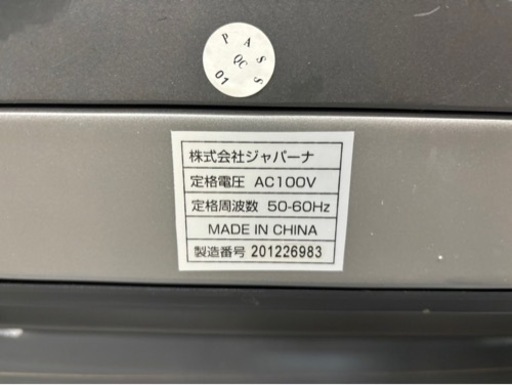 PASS
QC
01
株式会社ジャパーナ
定格電圧 AC100V
定格周波数 50-60Hz
MADE IN CHINA
製造番号 201226983